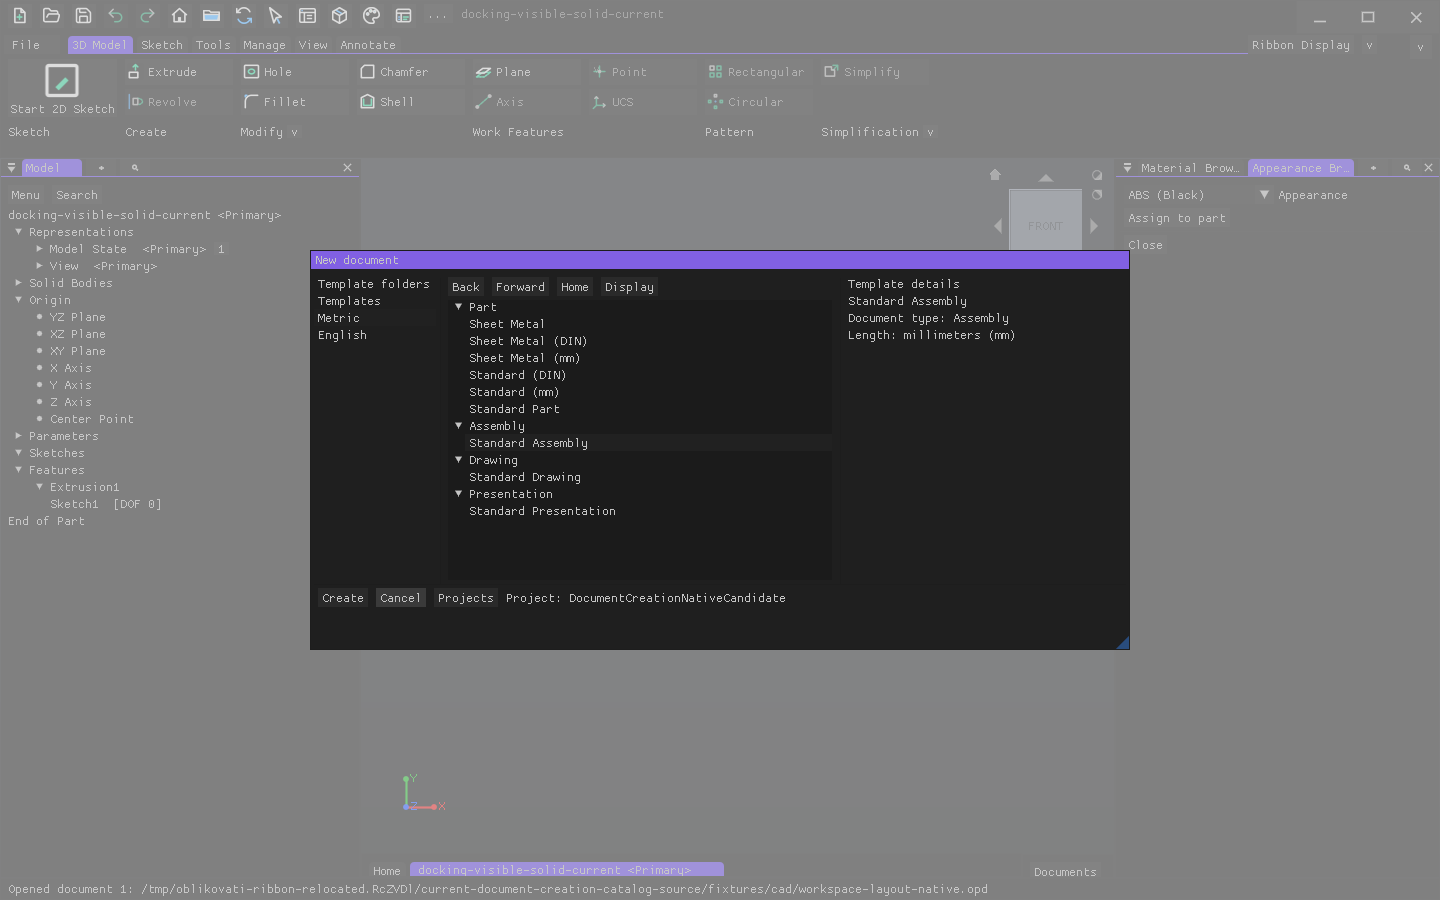 ... docking-visible-solid-current
File 3D Model Sketch Tools Manage View Annotate Ribbon Display v v
Extrude Hole Chamfer Plane Point Rectangular Simplify
Start 2D Sketch Revolve Fillet Shell Axis UCS Circular
Sketch Create Modify v Work Features Pattern Simplification v
Model Material Brow… Appearance Br…
Menu Search ABS (Black) Appearance
docking-visible-solid-current <Primary> Assign to part
Representations FRONT
Model State <Primary> 1 Close
View <Primary>
Solid Bodies
Origin
YZ Plane
XZ Plane
XY Plane
X Axis
Y Axis
Z Axis
Center Point
Parameters
Sketches
Features
Extrusion1
Sketch1 [DOF 0]
End of Part
New document
Template folders
Templates
Metric
English
Back Forward Home Display
Part
Sheet Metal
Sheet Metal (DIN)
Sheet Metal (mm)
Standard (DIN)
Standard (mm)
Standard Part
Assembly
Standard Assembly
Drawing
Standard Drawing
Presentation
Standard Presentation
Template details
Standard Assembly
Document type: Assembly
Length: millimeters (mm)
Create Cancel Projects Project: DocumentCreationNativeCandidate
Y
Z X
Home docking-visible-solid-current <Primary> Documents
Opened document 1: /tmp/oblikovati-ribbon-relocated.RcZVDl/current-document-creation-catalog-source/fixtures/cad/workspace-layout-native.opd